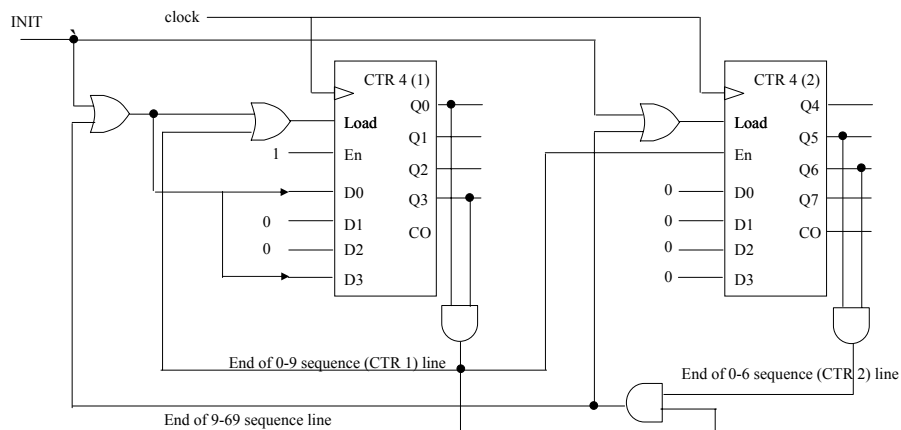 INIT
clock
CTR 4 (1)
Q0
Load
Q1
1
En
Q2
D0
Q3
0
D1
CO
0
D2
D3
CTR 4 (2)
Q4
Load
Q5
En
Q6
0
D0
Q7
0
D1
CO
0
D2
0
D3
End of 0-9 sequence (CTR 1) line
End of 0-6 sequence (CTR 2) line
End of 9-69 sequence line